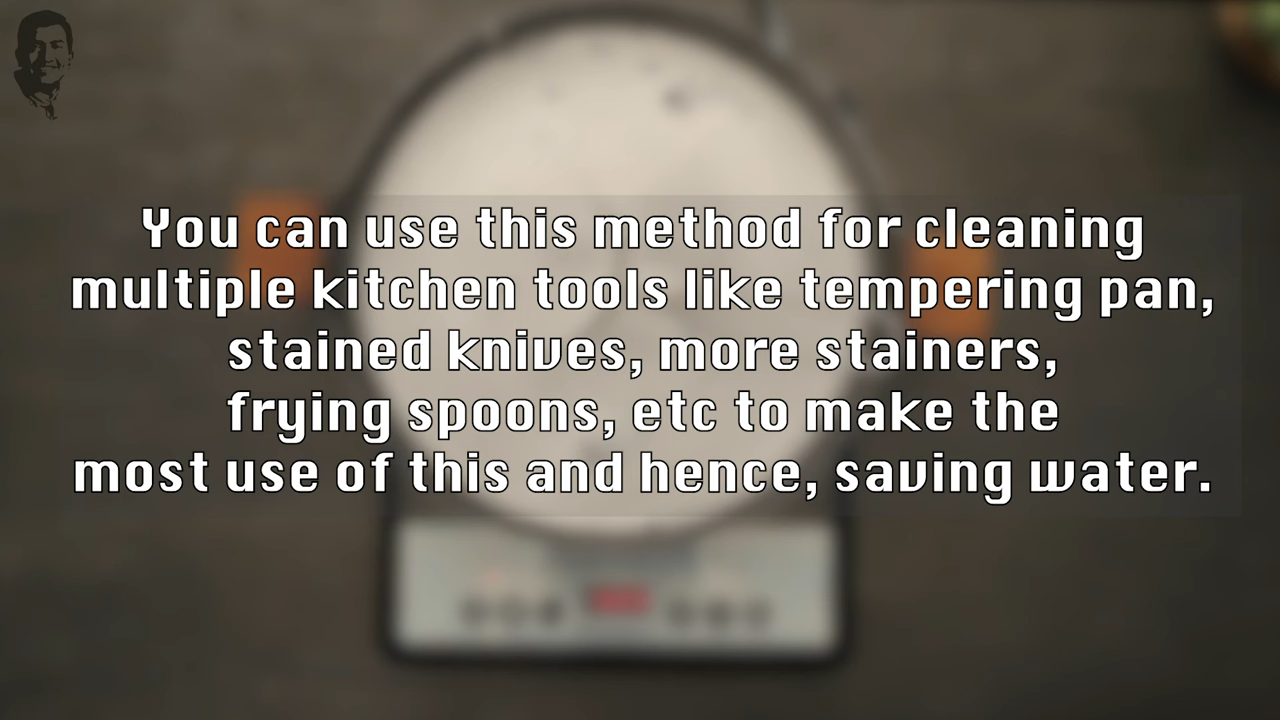 You can use this method for cleaning
multiple kitchen tools like tempering pan,
stained knives, more stainers,
frying spoons, etc to make the
most use of this and hence, saving water.